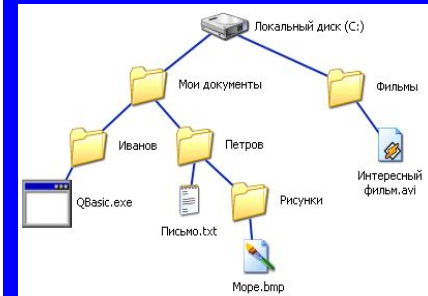 Локальный диск (C:)
Мои документы
Фильмы
Иванов
Петров
Интересный
фильм.avi
QBasic.exe
Письмо.txt
Рисунки
Море.bmp